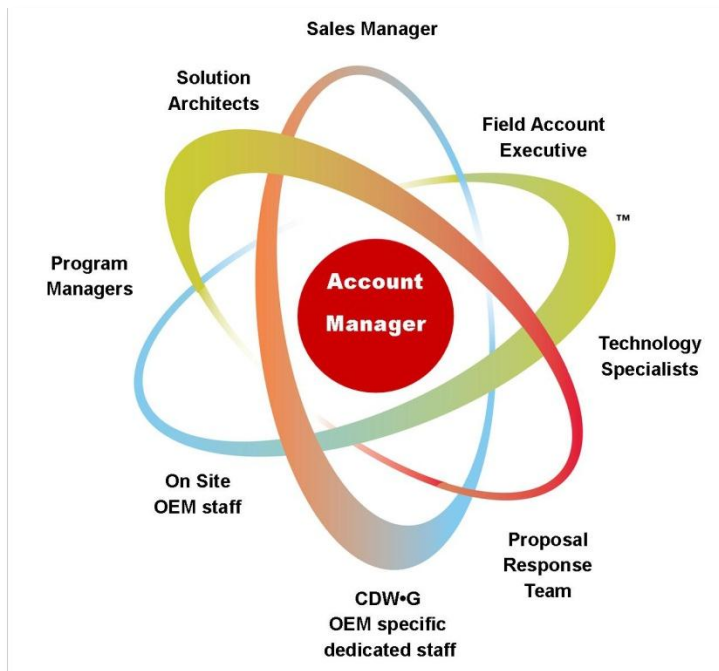 Sales Manager
Solution
Architects
Field Account
Executive
™
Program
Managers
Account
Manager
Technology
Specialists
On Site
OEM staff
Proposal
Response
Team
CDW•G
OEM specific
dedicated staff